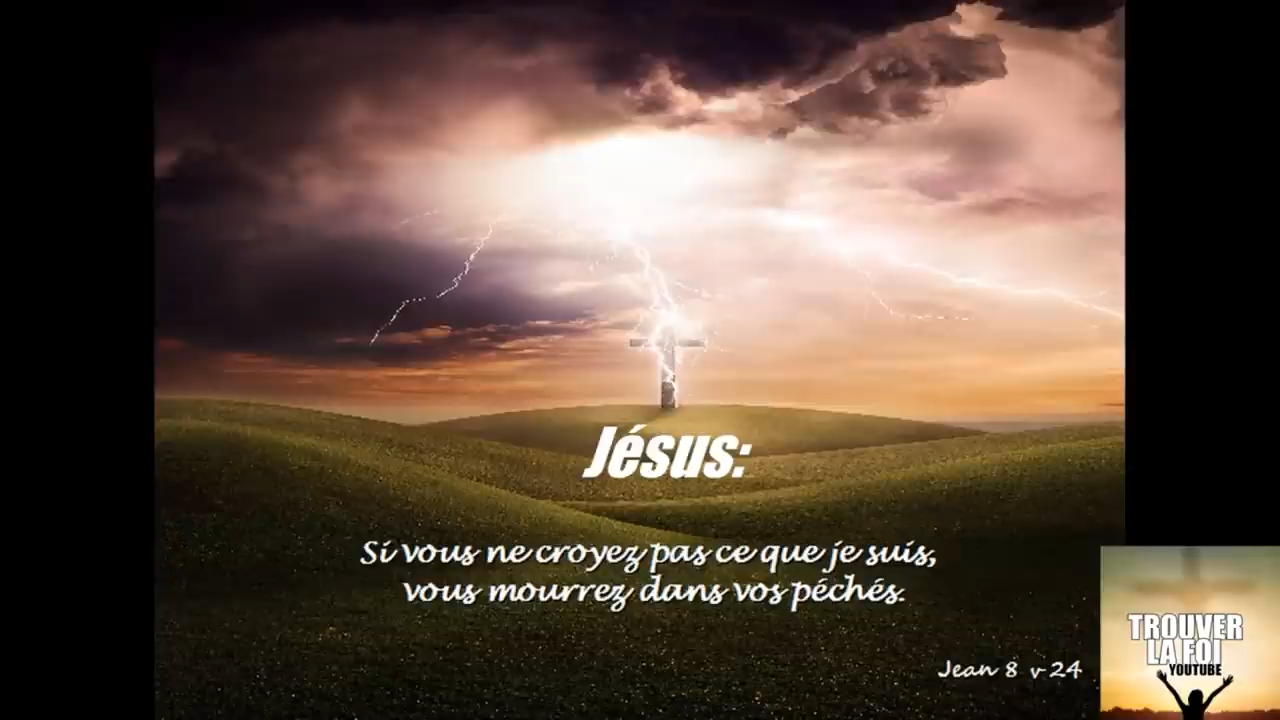 Jésus:
Si vous ne croyez pas ce que je suis,
vous mourrez dans vos péchés.
Jean 8 v 24
TROUVER
LA FOI
YOUTUBE